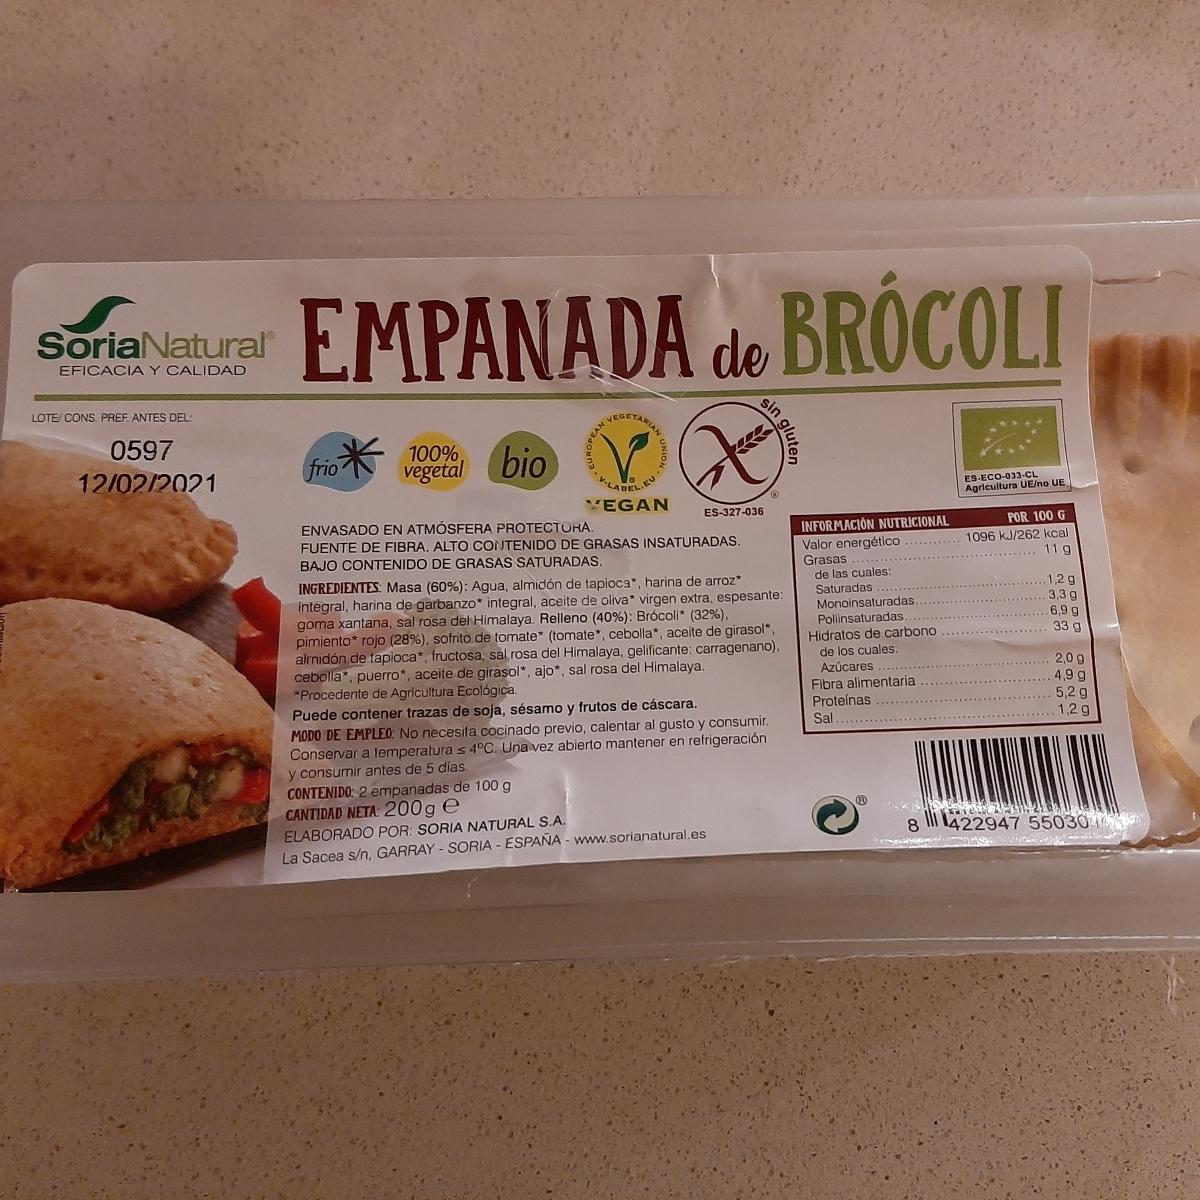 SoriaNatural®
EFICACIA Y CALIDAD
EMPANADA de BRÓCOLI
LOTE/ CONS. PREF. ANTES DEL:
0597
12/02/2021
frio
100%
vegetal
bio
EUROPEAN VEGETARIAN UNION
V-LABEL.EU
VEGAN
sin gluten
®
ES-327-036
ES-ECO-033-CL
Agricultura UE/no UE
ENVASADO EN ATMÓSFERA PROTECTORA.
FUENTE DE FIBRA. ALTO CONTENIDO DE GRASAS INSATURADAS.
BAJO CONTENIDO DE GRASAS SATURADAS.
INGREDIENTES: Masa (60%): Agua, almidón de tapioca*, harina de arroz*
integral, harina de garbanzo* integral, aceite de oliva* virgen extra, espesante:
goma xantana, sal rosa del Himalaya. Relleno (40%): Brócoli* (32%),
pimiento* rojo (28%), sofrito de tomate* (tomate*, cebolla*, aceite de girasol*,
almidón de tapioca*, fructosa, sal rosa del Himalaya, gelificante: carragenano),
cebolla*, puerro*, aceite de girasol*, ajo*, sal rosa del Himalaya.
*Procedente de Agricultura Ecológica.
Puede contener trazas de soja, sésamo y frutos de cáscara.
MODO DE EMPLEO: No necesita cocinado previo, calentar al gusto y consumir.
Conservar a temperatura ≤ 4ºC. Una vez abierto mantener en refrigeración
y consumir antes de 5 días.
CONTENIDO: 2 empanadas de 100 g
CANTIDAD NETA: 200g e
ELABORADO POR: SORIA NATURAL S.A.
La Sacea s/n, GARRAY - SORIA - ESPAÑA - www.sorianatural.es
INFORMACIÓN NUTRICIONAL POR 100 G
Valor energético ............ 1096 kJ/262 kcal
Grasas ............ 11 g
de las cuales:
Saturadas ............ 1,2 g
Monoinsaturadas ............ 3,3 g
Poliinsaturadas ............ 6,9 g
Hidratos de carbono ............ 33 g
de los cuales:
Azúcares ............ 2,0 g
Fibra alimentaria ............ 4,9 g
Proteínas ............ 5,2 g
Sal ............ 1,2 g
®
8 422947 55030